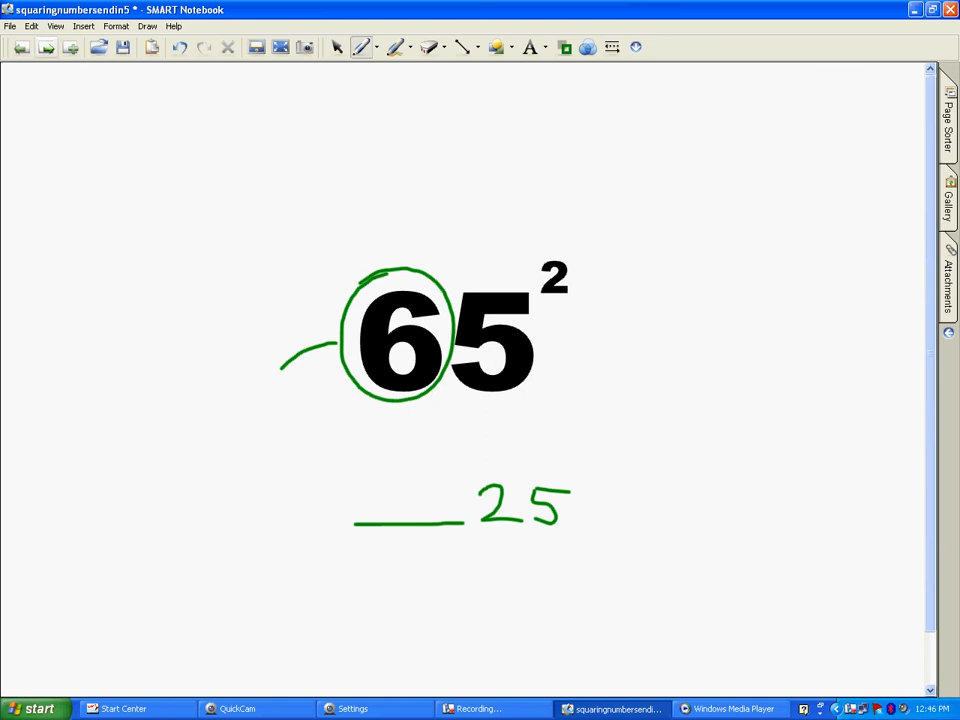 squaringnumbersendin5 * - SMART Notebook
File Edit View Insert Format Draw Help
Page Sorter
Gallery
Attachments
65²
___25
start Start Center QuickCam Settings Recording... squaringnumbersendi... Windows Media Player 12:46 PM